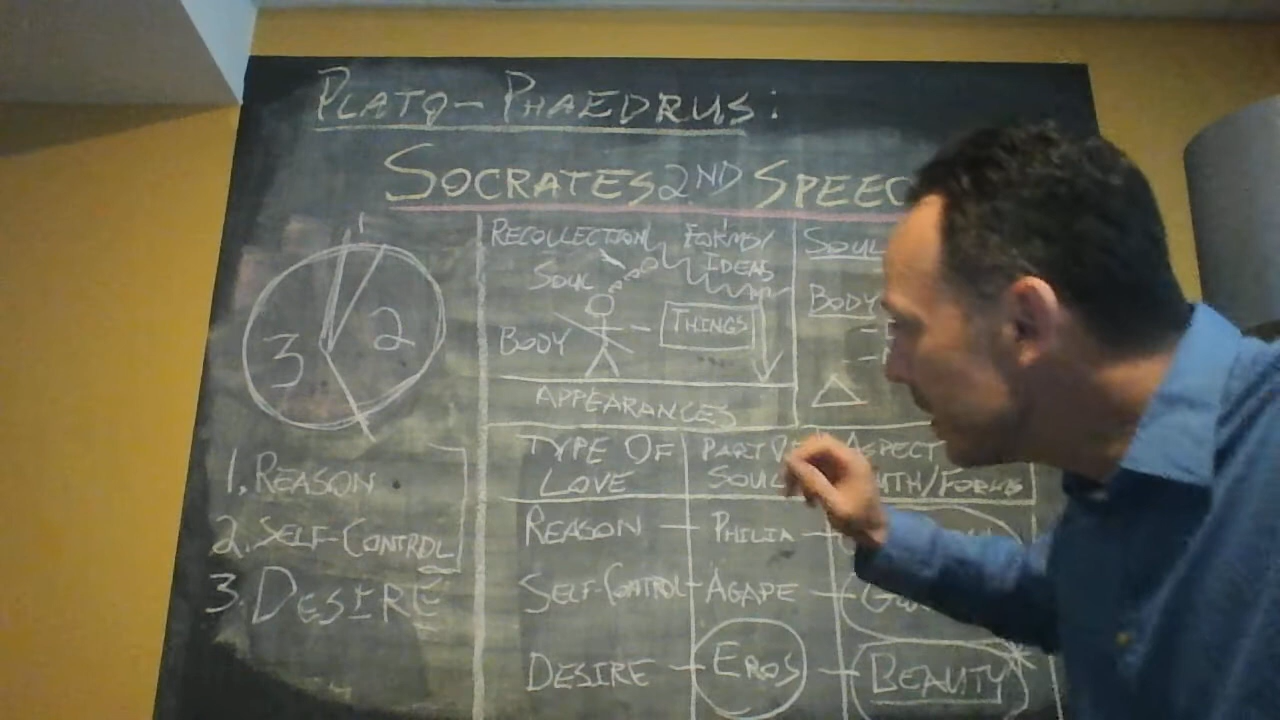 PLATO - PHAEDRUS:
SOCRATES 2ND SPEEC
1
2
3
1. REASON
2. SELF-CONTROL
3. DESIRE
RECOLLECTION FORMS/
IDEAS
SOUL
BODY
THINGS
APPEARANCES
SOUL
BODY
TYPE OF PART OF ASPECT
LOVE SOUL TH/FORMS
REASON — PHILIA —
SELF-CONTROL - AGAPE —
DESIRE — EROS — BEAUTY